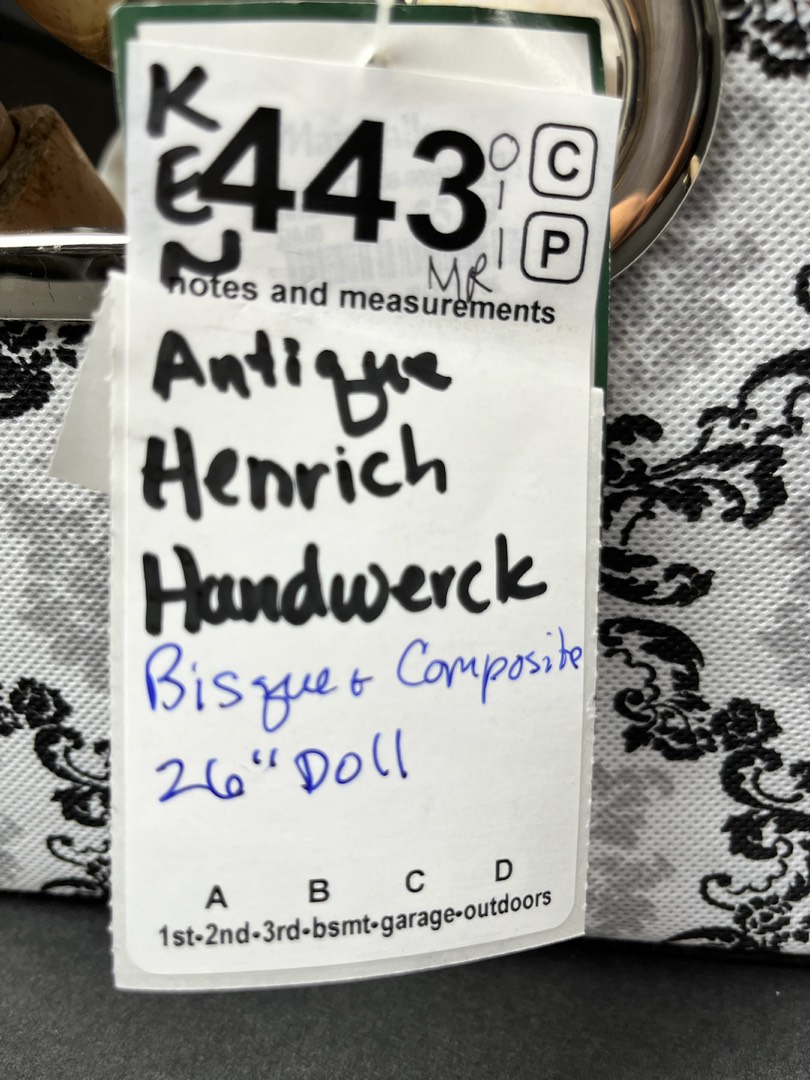 KEN
443
011
C
P
MR
notes and measurements
Antique
Henrich
Handwerck
Bisque & Composite
26" Doll
A B C D
1st-2nd-3rd-bsmt-garage-outdoors